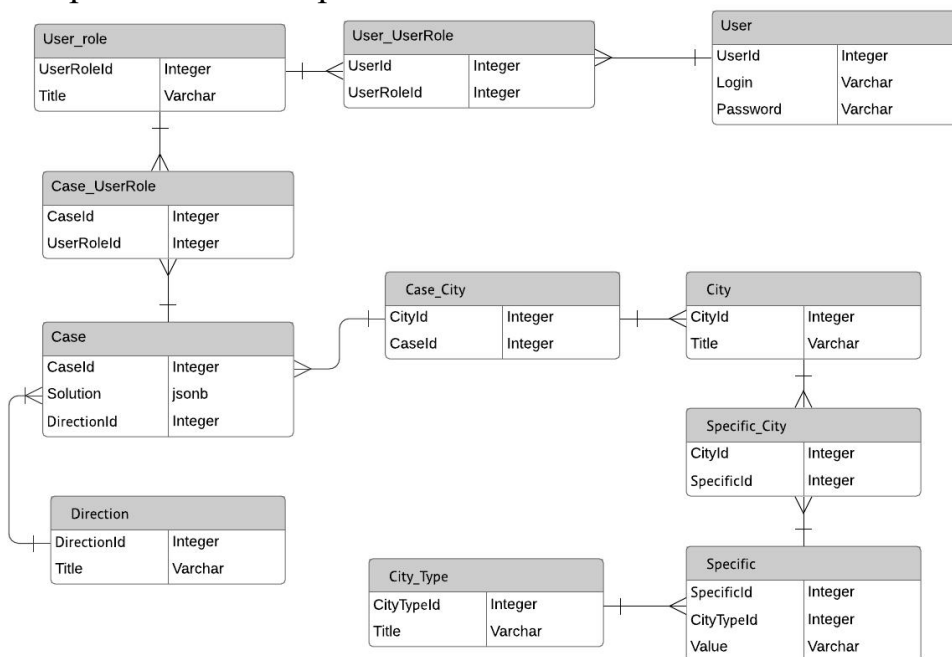 User_role
UserRoleId Integer
Title Varchar
User_UserRole
UserId Integer
UserRoleId Integer
User
UserId Integer
Login Varchar
Password Varchar
Case_UserRole
CaseId Integer
UserRoleId Integer
Case
CaseId Integer
Solution jsonb
DirectionId Integer
Case_City
CityId Integer
CaseId Integer
City
CityId Integer
Title Varchar
Specific_City
CityId Integer
SpecificId Integer
Direction
DirectionId Integer
Title Varchar
City_Type
CityTypeId Integer
Title Varchar
Specific
SpecificId Integer
CityTypeId Integer
Value Varchar